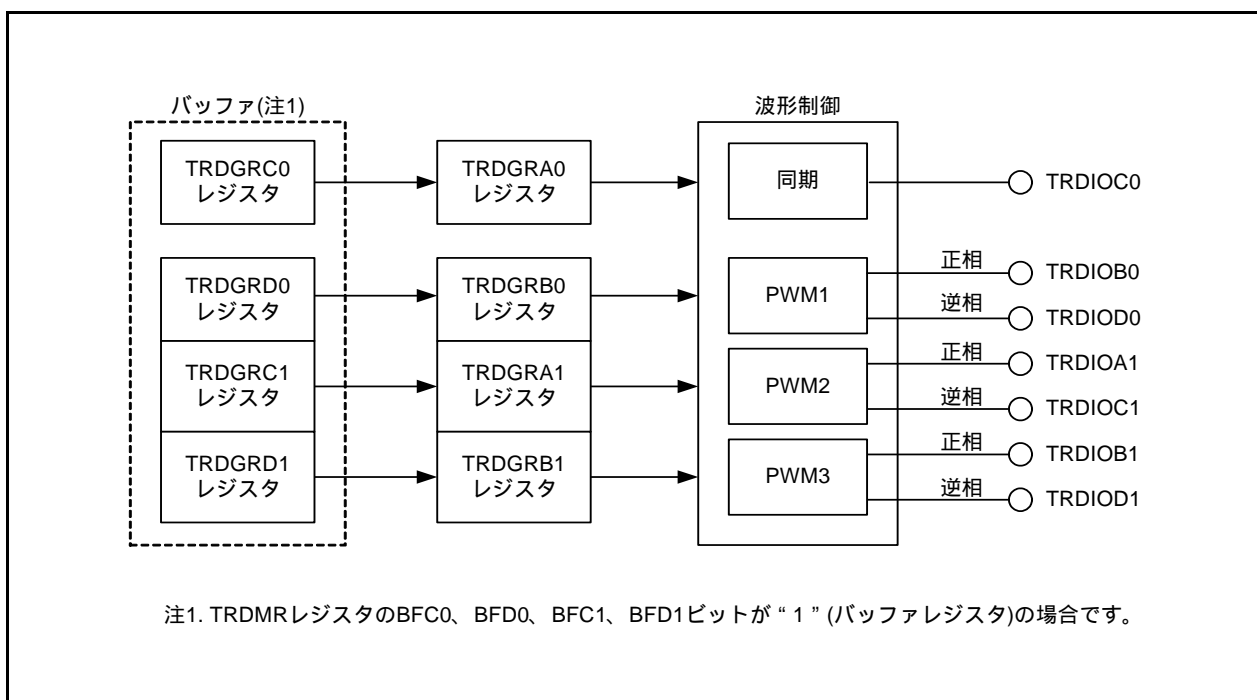 バッファ(注1)
波形制御
TRDGRC0
レジスタ
TRDGRA0
レジスタ
同期
TRDIOC0
TRDGRD0
レジスタ
TRDGRB0
レジスタ
PWM1
正相
TRDIOB0
逆相
TRDIOD0
TRDGRC1
レジスタ
TRDGRA1
レジスタ
PWM2
正相
TRDIOA1
逆相
TRDIOC1
TRDGRD1
レジスタ
TRDGRB1
レジスタ
PWM3
正相
TRDIOB1
逆相
TRDIOD1
注1. TRDMRレジスタのBFC0、BFD0、BFC1、BFD1ビットが“ 1 ” (バッファレジスタ)の場合です。